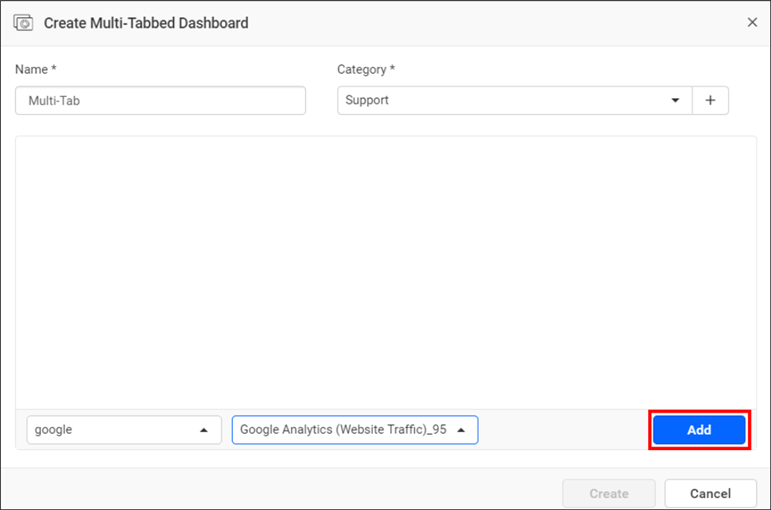 Create Multi-Tabbed Dashboard
Name *
Category *
Multi-Tab
Support
google
Google Analytics (Website Traffic)_95
Add
Create
Cancel